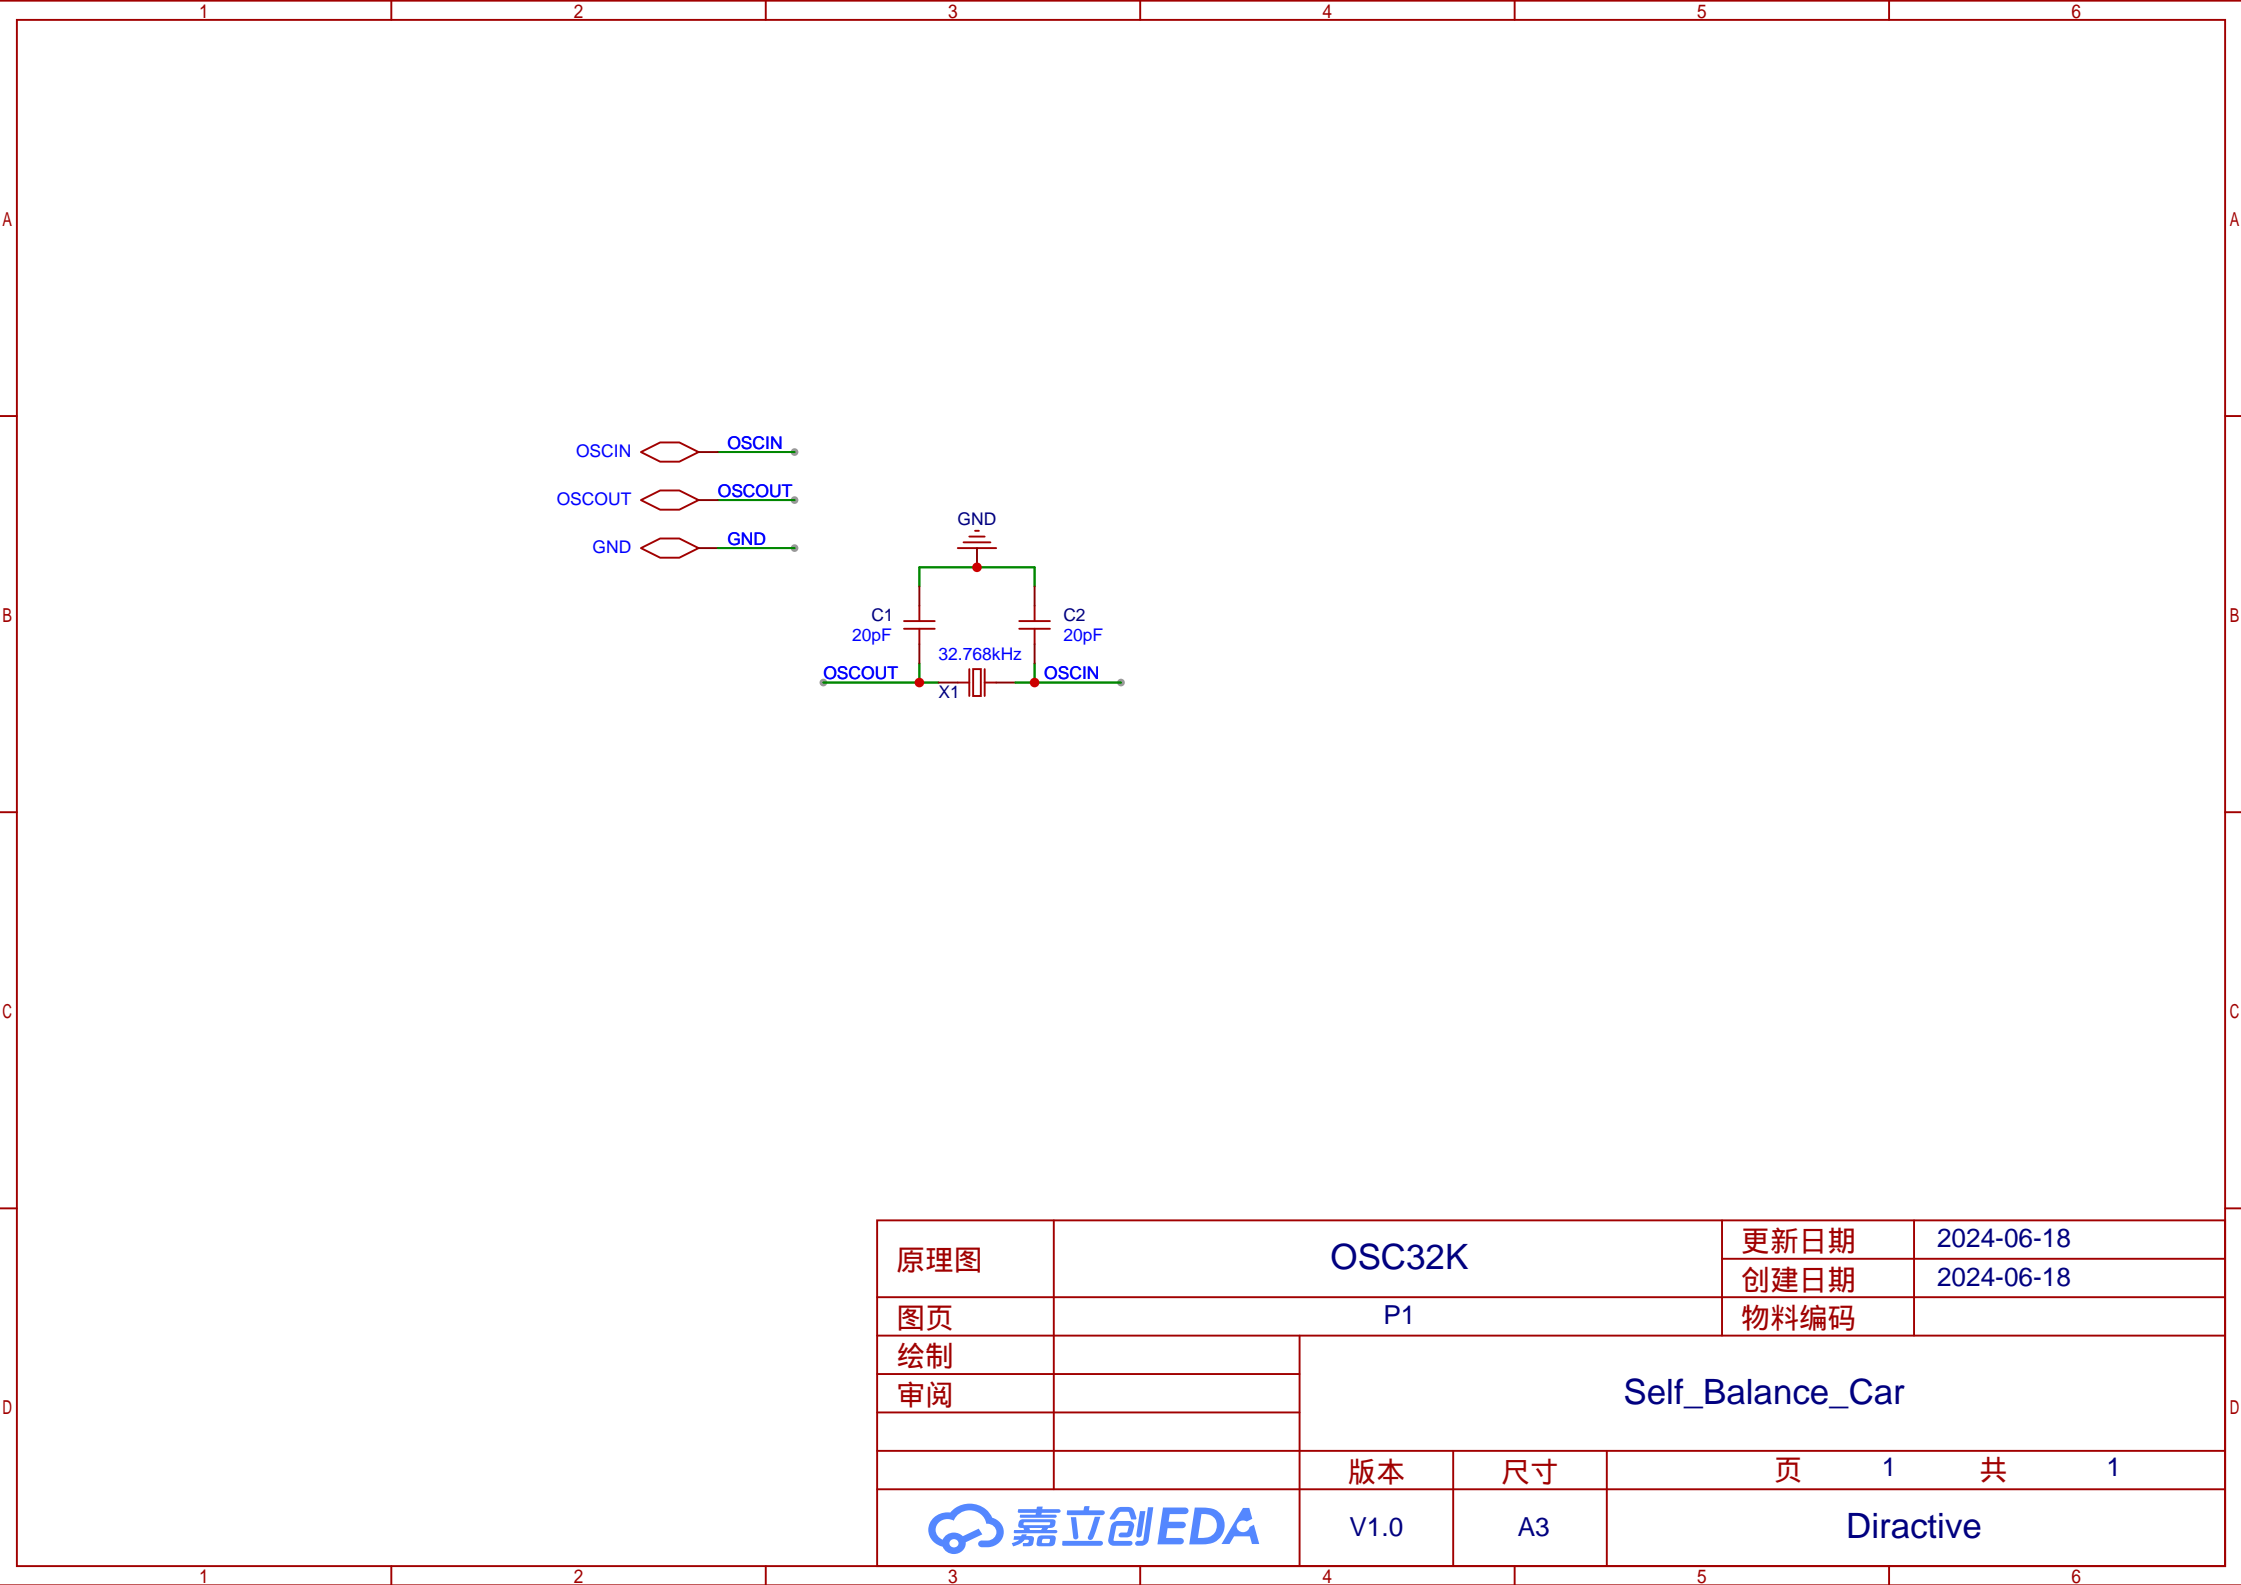 1 2 3 4 5 6
A A
OSCIN OSCIN
OSCOUT OSCOUT
GND GND
GND
B B
C1 C2
20pF 20pF
32.768kHz
OSCOUT OSCIN
X1
C C
原理图 OSC32K 更新日期 2024-06-18
创建日期 2024-06-18
图页 P1 物料编码
绘制
审阅
Self_Balance_Car
D D
版本 尺寸 页 1 共 1
嘉立创EDA V1.0 A3 Diractive
1 2 3 4 5 6